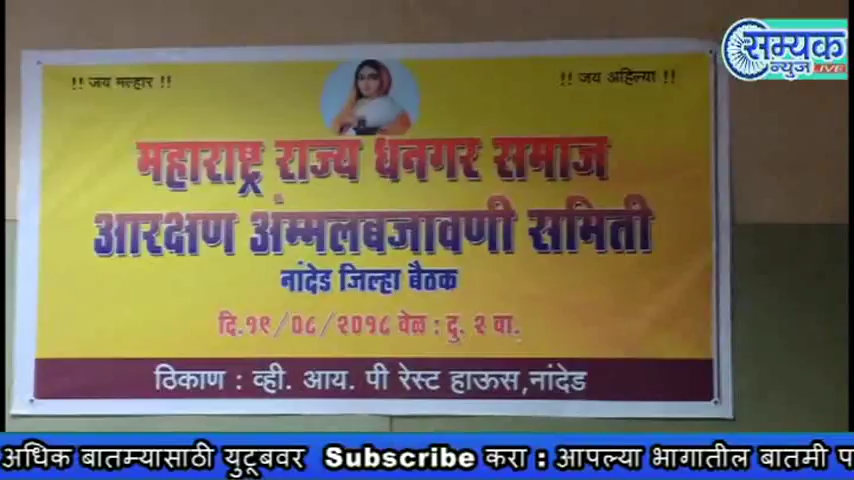 सम्यक
न्युज LIVE
!! जय मल्हार !!
!! जय अहिल्या !!
महाराष्ट्र राज्य धनगर समाज
आरक्षण अंम्मलबजावणी समिती
नांदेड जिल्हा बैठक
दि.१९/०८/२०१८ वेळ : दु. २ वा.
ठिकाण : व्ही. आय. पी रेस्ट हाऊस,नांदेड
अधिक बातम्यासाठी युटूबवर Subscribe करा : आपल्या भागातील बातमी प